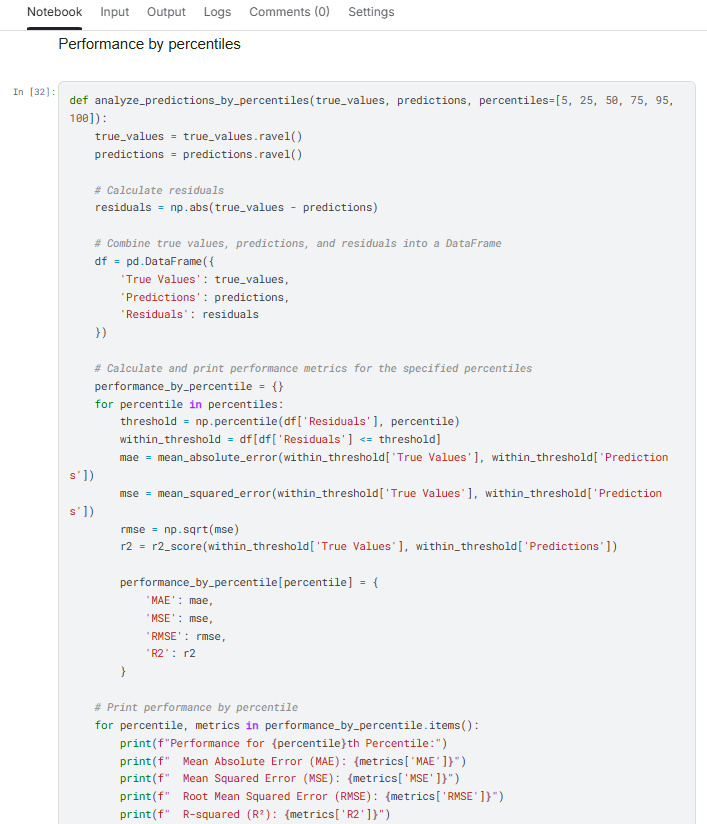 Notebook Input Output Logs Comments (0) Settings
Performance by percentiles
In [32]:
def analyze_predictions_by_percentiles(true_values, predictions, percentiles=[5, 25, 50, 75, 95,
100]):
    true_values = true_values.ravel()
    predictions = predictions.ravel()

    # Calculate residuals
    residuals = np.abs(true_values - predictions)

    # Combine true values, predictions, and residuals into a DataFrame
    df = pd.DataFrame({
        'True Values': true_values,
        'Predictions': predictions,
        'Residuals': residuals
    })

    # Calculate and print performance metrics for the specified percentiles
    performance_by_percentile = {}
    for percentile in percentiles:
        threshold = np.percentile(df['Residuals'], percentile)
        within_threshold = df[df['Residuals'] <= threshold]
        mae = mean_absolute_error(within_threshold['True Values'], within_threshold['Prediction
s'])
        mse = mean_squared_error(within_threshold['True Values'], within_threshold['Prediction
s'])
        rmse = np.sqrt(mse)
        r2 = r2_score(within_threshold['True Values'], within_threshold['Predictions'])

        performance_by_percentile[percentile] = {
            'MAE': mae,
            'MSE': mse,
            'RMSE': rmse,
            'R2': r2
        }

    # Print performance by percentile
    for percentile, metrics in performance_by_percentile.items():
        print(f"Performance for {percentile}th Percentile:")
        print(f"  Mean Absolute Error (MAE): {metrics['MAE']}")
        print(f"  Mean Squared Error (MSE): {metrics['MSE']}")
        print(f"  Root Mean Squared Error (RMSE): {metrics['RMSE']}")
        print(f"  R-squared (R²): {metrics['R2']}")